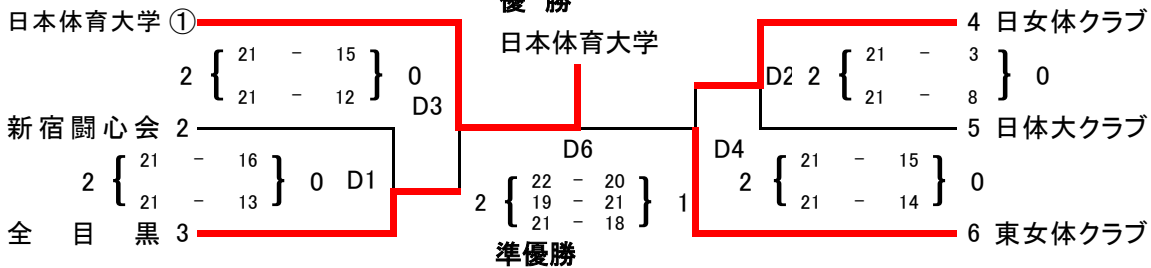 優 勝
日本体育大学 ① 4 日女体クラブ
日本体育大学
21 － 15 21 － 3
2 { } 0 D2 2 { } 0
21 － 12 21 － 8
D3
新宿闘心会 2 5 日体大クラブ
D6 D4
21 － 16 21 － 15
2 { } 0 D1 2 { } 0
21 － 13 21 － 14
22 － 20
2 { 19 － 21 } 1
21 － 18
全 目 黒 3 6 東女体クラブ
準優勝